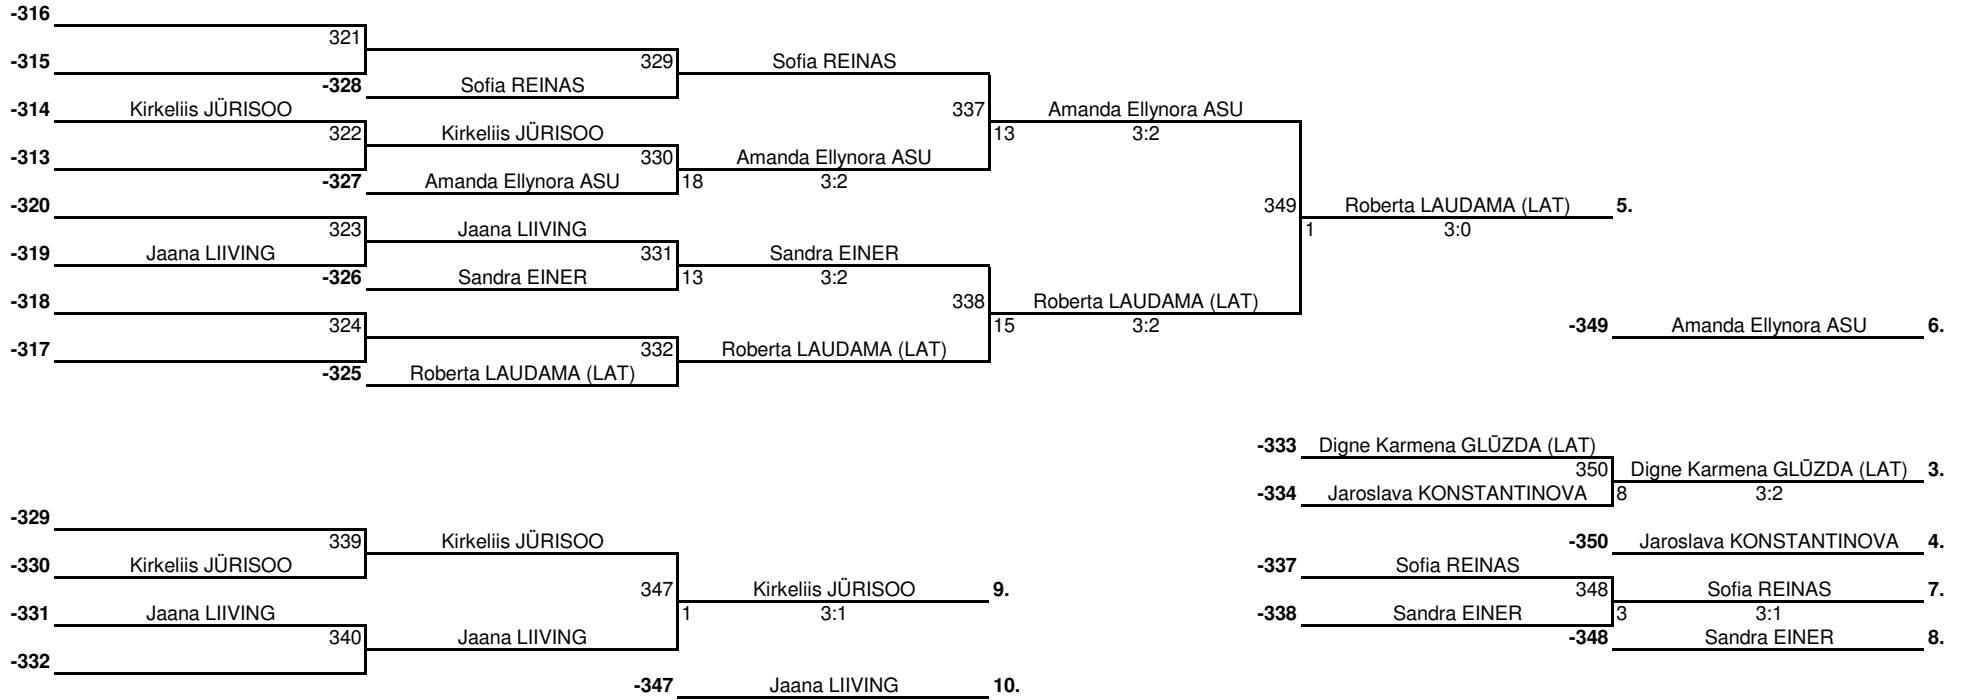 -316
321
-315
329 Sofia REINAS
-328 Sofia REINAS
-314 Kirkeliis JÜRISOO 337 Amanda Ellynora ASU
322 Kirkeliis JÜRISOO 13 3:2
-313 330 Amanda Ellynora ASU
-327 Amanda Ellynora ASU 18 3:2
-320 349 Roberta LAUDAMA (LAT) 5.
323 Jaana LIIVING 1 3:0
-319 Jaana LIIVING 331 Sandra EINER
-326 Sandra EINER 13 3:2
-318 338 Roberta LAUDAMA (LAT)
324 15 3:2 -349 Amanda Ellynora ASU 6.
-317 332 Roberta LAUDAMA (LAT)
-325 Roberta LAUDAMA (LAT)
-333 Digne Karmena GLŪZDA (LAT)
350 Digne Karmena GLŪZDA (LAT) 3.
-334 Jaroslava KONSTANTINOVA 8 3:2
-329
339 Kirkeliis JÜRISOO -350 Jaroslava KONSTANTINOVA 4.
-330 Kirkeliis JÜRISOO -337 Sofia REINAS
347 Kirkeliis JÜRISOO 9. 348 Sofia REINAS 7.
-331 Jaana LIIVING 1 3:1 -338 Sandra EINER 3 3:1
340 Jaana LIIVING -348 Sandra EINER 8.
-332
-347 Jaana LIIVING 10.